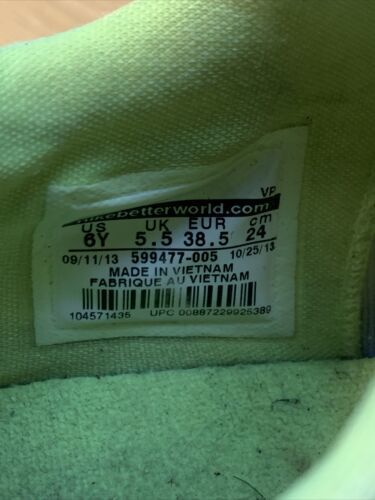 VP
nikebetterworld.com
US UK EUR cm
6Y 5.5 38.5 24
09/11/13 599477-005 10/25/13
MADE IN VIETNAM
FABRIQUE AU VIETNAM
104571435 UPC 00887229926389